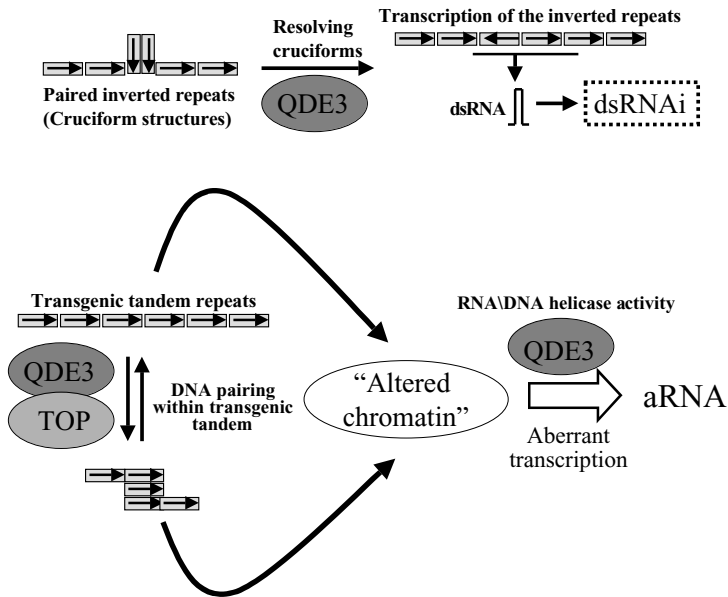 Resolving
cruciforms
QDE3
Paired inverted repeats
(Cruciform structures)
Transcription of the inverted repeats
dsRNA
dsRNAi
Transgenic tandem repeats
QDE3
TOP
DNA pairing
within transgenic
tandem
“Altered
chromatin”
RNA\DNA helicase activity
QDE3
aRNA
Aberrant
transcription